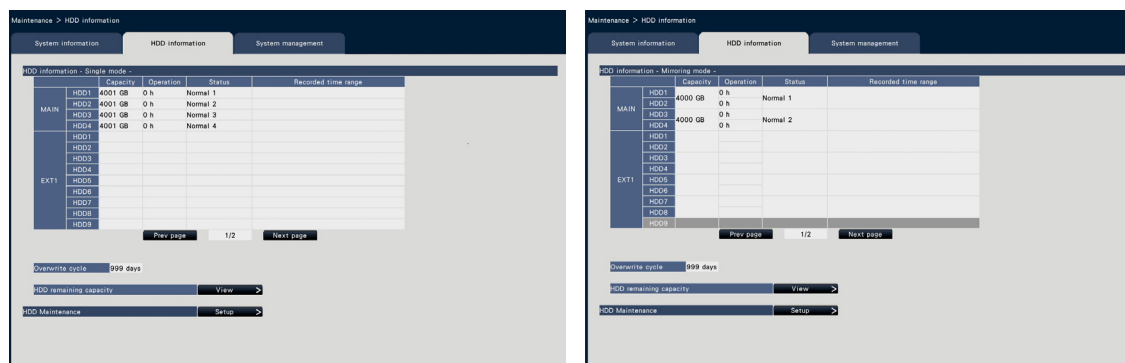 Maintenance > HDD information
System information HDD information System management
HDD information - Single mode -
Capacity Operation Status Recorded time range
MAIN
HDD1 4001 GB 0 h Normal 1
HDD2 4001 GB 0 h Normal 2
HDD3 4001 GB 0 h Normal 3
HDD4 4001 GB 0 h Normal 4
EXT1
HDD1
HDD2
HDD3
HDD4
HDD5
HDD6
HDD7
HDD8
HDD9
Prev page 1/2 Next page
Overwrite cycle 999 days
HDD remaining capacity View >
HDD Maintenance Setup >
Maintenance > HDD information
System information HDD information System management
HDD information - Mirroring mode -
Capacity Operation Status Recorded time range
MAIN
HDD1 4000 GB 0 h Normal 1
HDD2 0 h
HDD3 4000 GB 0 h Normal 2
HDD4 0 h
EXT1
HDD1
HDD2
HDD3
HDD4
HDD5
HDD6
HDD7
HDD8
HDD9
Prev page 1/2 Next page
Overwrite cycle 999 days
HDD remaining capacity View >
HDD Maintenance Setup >